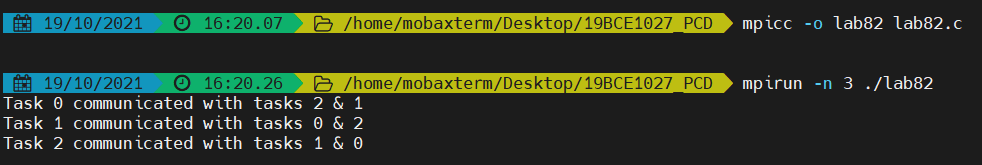 19/10/2021 16:20.07 /home/mobaxterm/Desktop/19BCE1027_PCD mpicc -o lab82 lab82.c
19/10/2021 16:20.26 /home/mobaxterm/Desktop/19BCE1027_PCD mpirun -n 3 ./lab82
Task 0 communicated with tasks 2 & 1
Task 1 communicated with tasks 0 & 2
Task 2 communicated with tasks 1 & 0